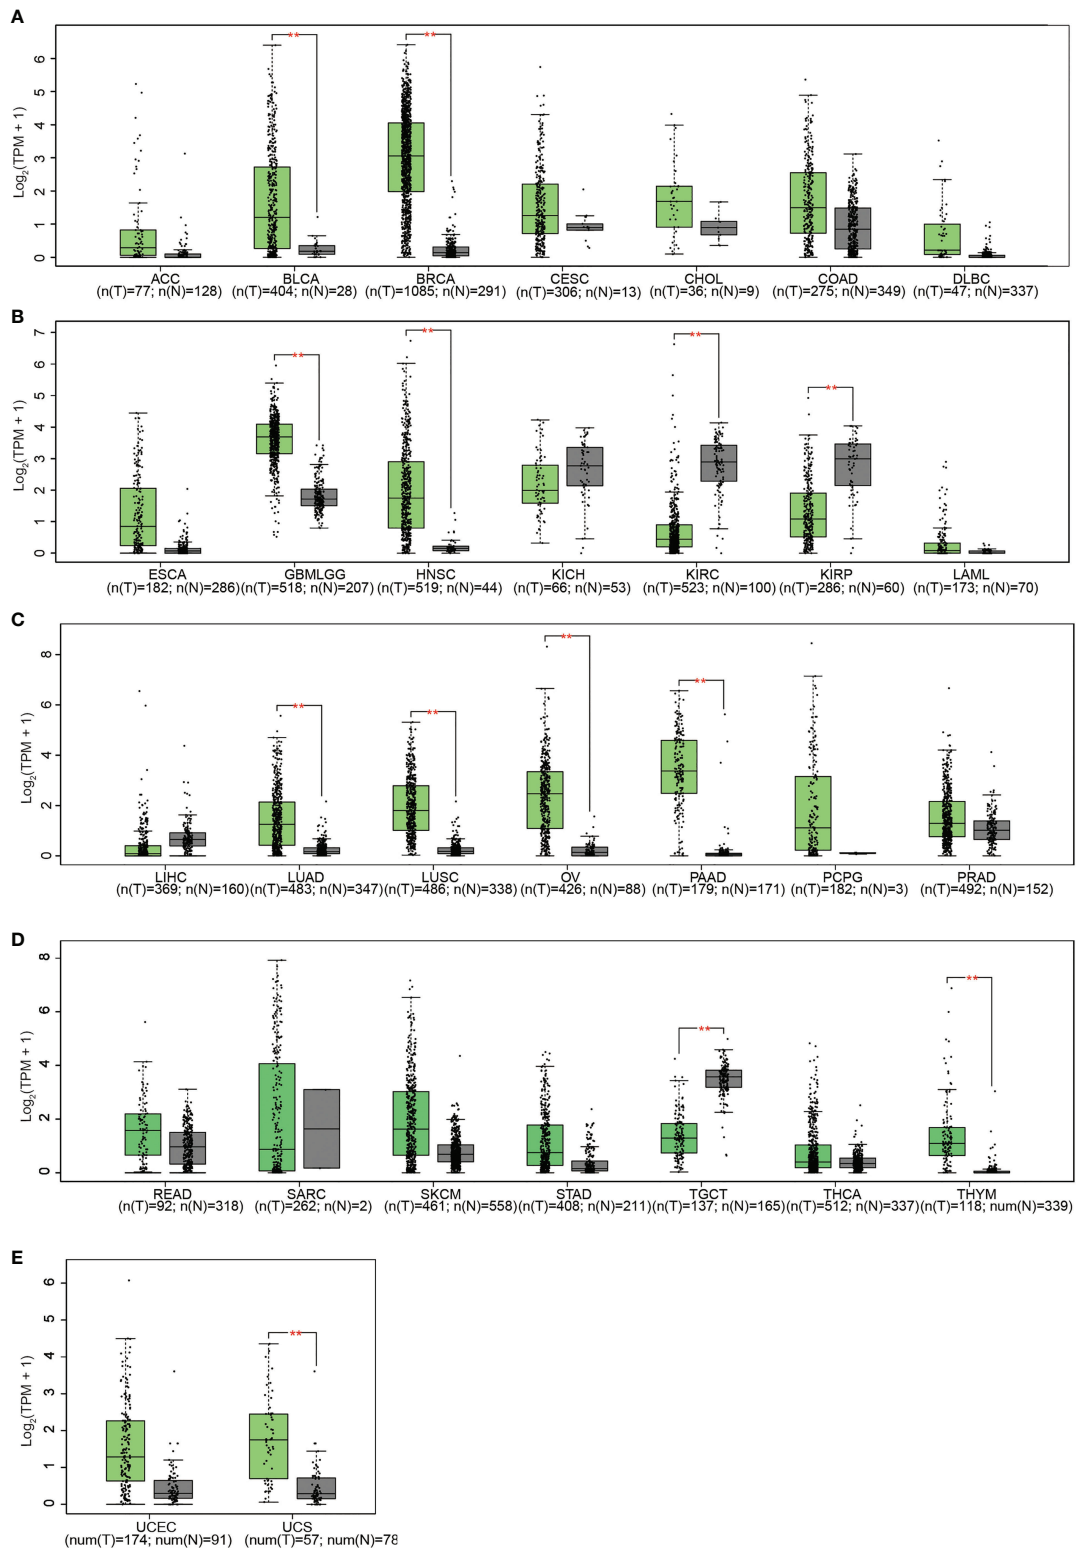 A
Log2(TPM + 1)
6
5
4
3
2
1
0
**
**
ACC BLCA BRCA CESC CHOL COAD DLBC
(n(T)=77; n(N)=128) (n(T)=404; n(N)=28) (n(T)=1085; n(N)=291) (n(T)=306; n(N)=13) (n(T)=36; n(N)=9) (n(T)=275; n(N)=349) (n(T)=47; n(N)=337)
B
Log2(TPM + 1)
7
6
5
4
3
2
1
0
**
**
**
**
ESCA GBMLGG HNSC KICH KIRC KIRP LAML
(n(T)=182; n(N)=286) (n(T)=518; n(N)=207) (n(T)=519; n(N)=44) (n(T)=66; n(N)=53) (n(T)=523; n(N)=100) (n(T)=286; n(N)=60) (n(T)=173; n(N)=70)
C
Log2(TPM + 1)
8
6
4
2
0
**
**
**
**
LIHC LUAD LUSC OV PAAD PCPG PRAD
(n(T)=369; n(N)=160) (n(T)=483; n(N)=347) (n(T)=486; n(N)=338) (n(T)=426; n(N)=88) (n(T)=179; n(N)=171) (n(T)=182; n(N)=3) (n(T)=492; n(N)=152)
D
Log2(TPM + 1)
8
6
4
2
0
**
**
READ SARC SKCM STAD TGCT THCA THYM
(n(T)=92; n(N)=318) (n(T)=262; n(N)=2) (n(T)=461; n(N)=558) (n(T)=408; n(N)=211) (n(T)=137; n(N)=165) (n(T)=512; n(N)=337) (n(T)=118; num(N)=339)
E
Log2(TPM + 1)
6
5
4
3
2
1
0
**
UCEC UCS
(num(T)=174; num(N)=91) (num(T)=57; num(N)=78